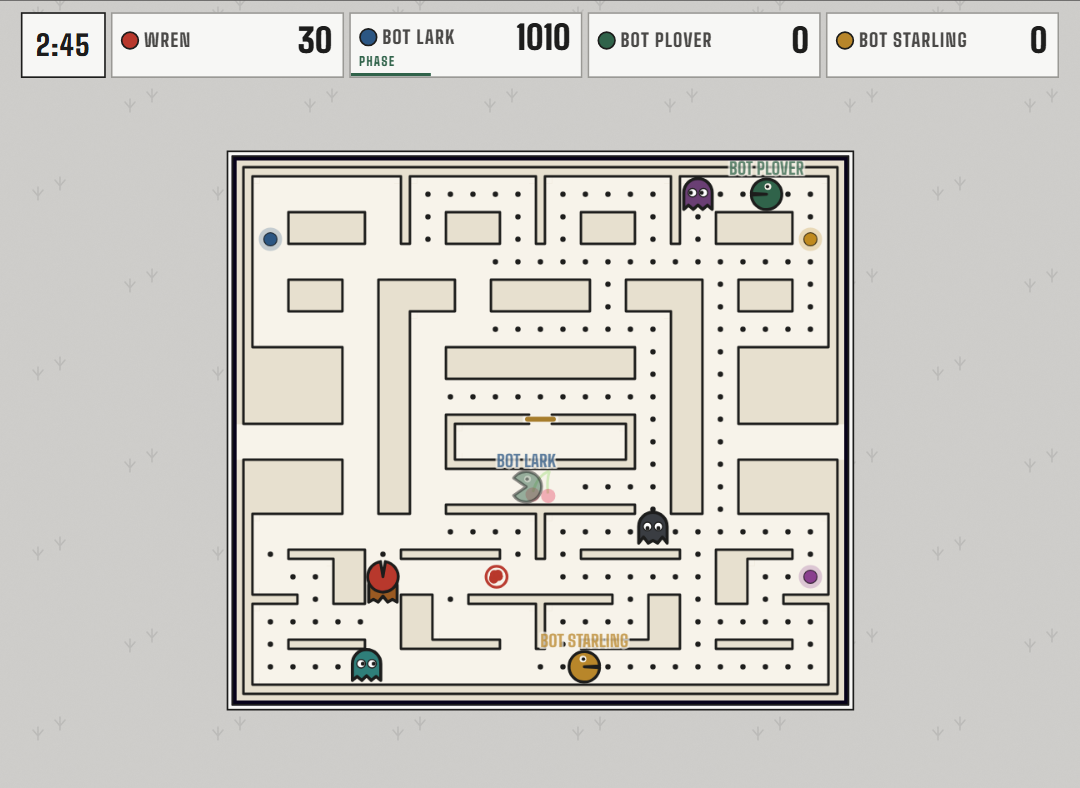 2:45
WREN 30
BOT LARK 1010
PHASE
BOT PLOVER 0
BOT STARLING 0
BOT PLOVER
BOT LARK
BOT STARLING